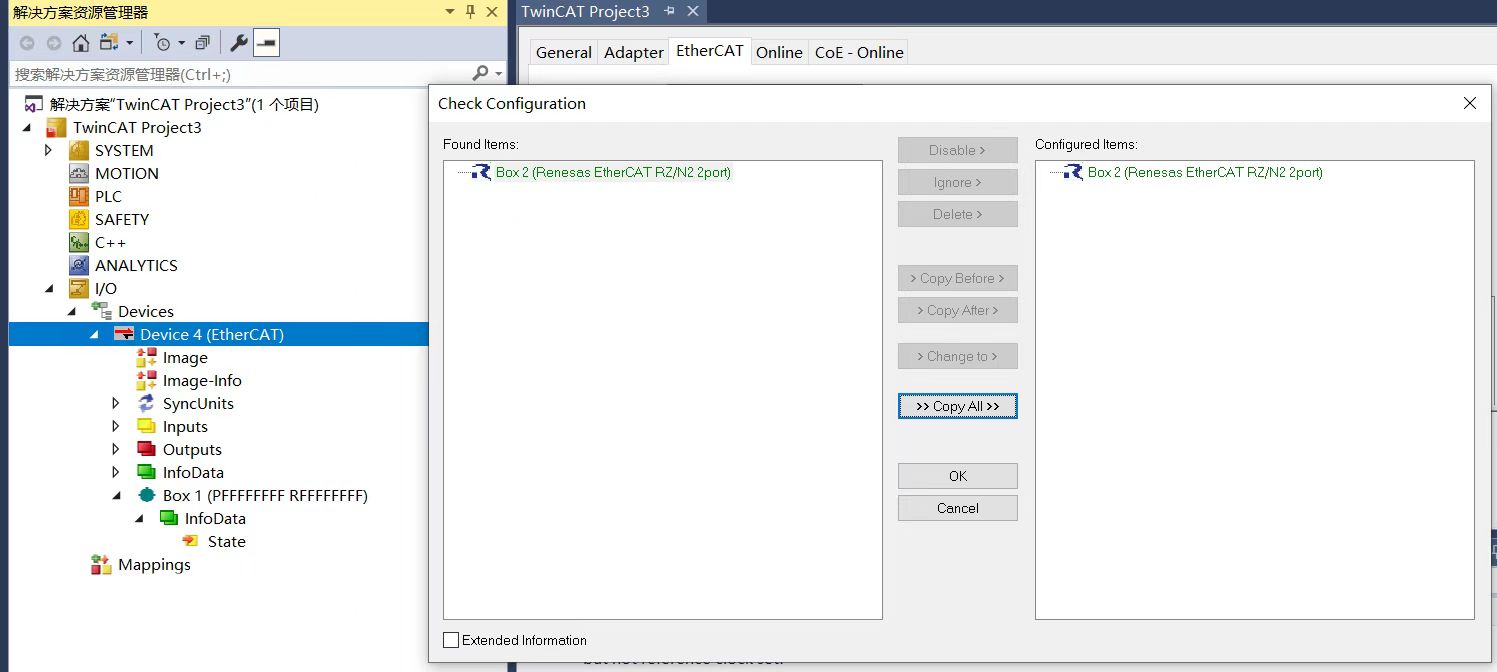 解决方案资源管理器
搜索解决方案资源管理器(Ctrl+;)
解决方案"TwinCAT Project3"(1 个项目)
TwinCAT Project3
SYSTEM
MOTION
PLC
SAFETY
C++
ANALYTICS
I/O
Devices
Device 4 (EtherCAT)
Image
Image-Info
SyncUnits
Inputs
Outputs
InfoData
Box 1 (PFFFFFFFF RFFFFFFFF)
InfoData
State
Mappings
TwinCAT Project3
General Adapter EtherCAT Online CoE - Online
Check Configuration
Found Items:
Box 2 (Renesas EtherCAT RZ/N2 2port)
Disable >
Ignore >
Delete >
> Copy Before >
> Copy After >
> Change to >
>> Copy All >>
OK
Cancel
Configured Items:
Box 2 (Renesas EtherCAT RZ/N2 2port)
Extended Information
but not reference clock set!